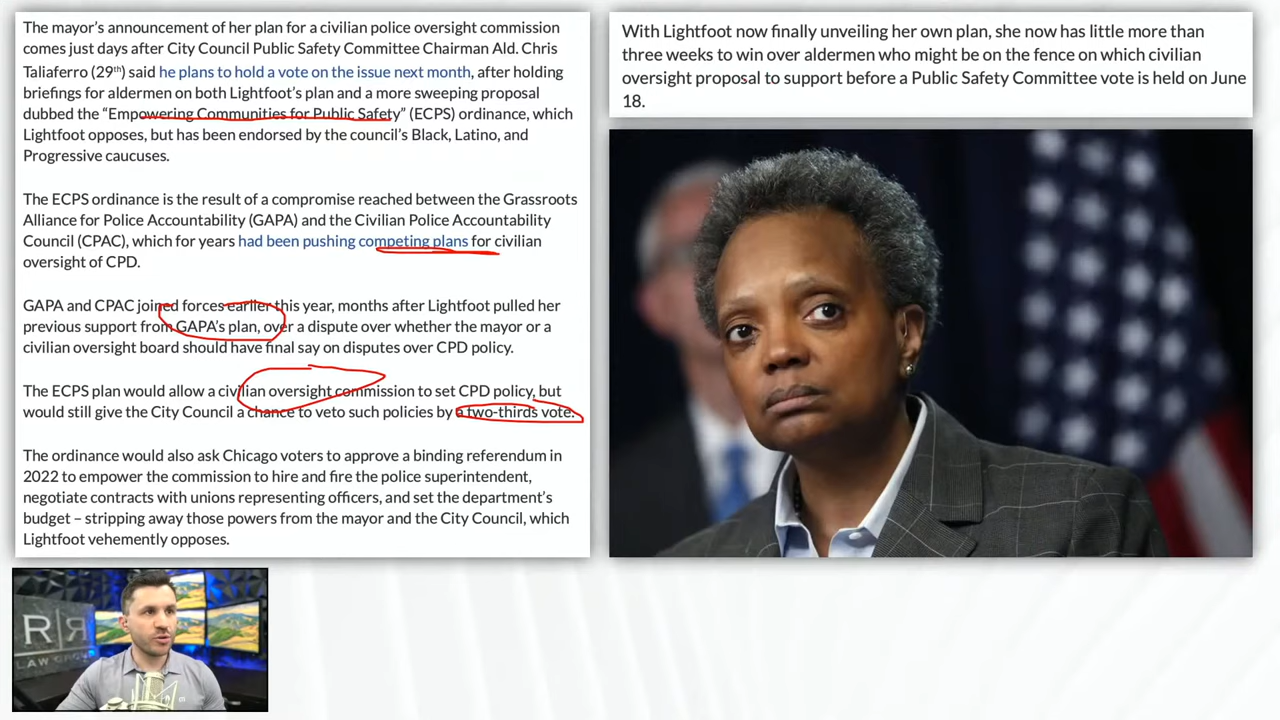 The mayor's announcement of her plan for a civilian police oversight commission
comes just days after City Council Public Safety Committee Chairman Ald. Chris
Taliaferro (29th) said he plans to hold a vote on the issue next month, after holding
briefings for aldermen on both Lightfoot's plan and a more sweeping proposal
dubbed the “Empowering Communities for Public Safety” (ECPS) ordinance, which
Lightfoot opposes, but has been endorsed by the council's Black, Latino, and
Progressive caucuses.
The ECPS ordinance is the result of a compromise reached between the Grassroots
Alliance for Police Accountability (GAPA) and the Civilian Police Accountability
Council (CPAC), which for years had been pushing competing plans for civilian
oversight of CPD.
GAPA and CPAC joined forces earlier this year, months after Lightfoot pulled her
previous support from GAPA's plan, over a dispute over whether the mayor or a
civilian oversight board should have final say on disputes over CPD policy.
The ECPS plan would allow a civilian oversight commission to set CPD policy, but
would still give the City Council a chance to veto such policies by a two-thirds vote.
The ordinance would also ask Chicago voters to approve a binding referendum in
2022 to empower the commission to hire and fire the police superintendent,
negotiate contracts with unions representing officers, and set the department's
budget – stripping away those powers from the mayor and the City Council, which
Lightfoot vehemently opposes.
With Lightfoot now finally unveiling her own plan, she now has little more than
three weeks to win over aldermen who might be on the fence on which civilian
oversight proposal to support before a Public Safety Committee vote is held on June
18.
R R
LAW GROUP